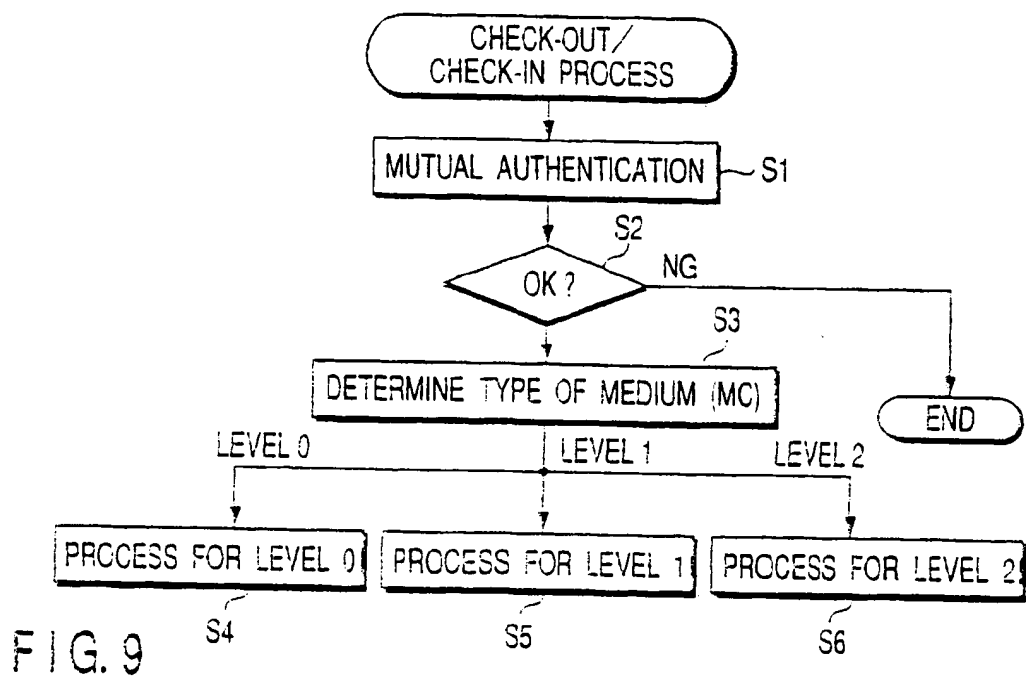 CHECK-OUT/
CHECK-IN PROCESS
MUTUAL AUTHENTICATION
S1
S2
OK?
NG
S3
DETERMINE TYPE OF MEDIUM (MC)
END
LEVEL 0
LEVEL 1
LEVEL 2
PROCESS FOR LEVEL 0
PROCESS FOR LEVEL 1
PROCESS FOR LEVEL 2
S4
S5
S6
FIG. 9